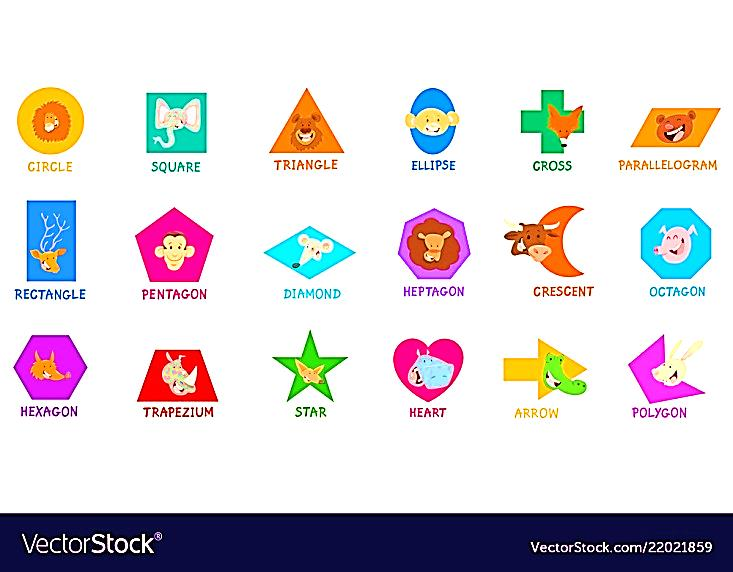 CIRCLE
SQUARE
TRIANGLE
ELLIPSE
CROSS
PARALLELOGRAM
RECTANGLE
PENTAGON
DIAMOND
HEPTAGON
CRESCENT
OCTAGON
HEXAGON
TRAPEZIUM
STAR
HEART
ARROW
POLYGON
VectorStock®
VectorStock.com/22021859